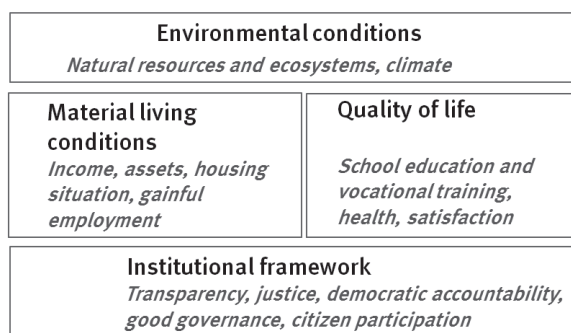 Environmental conditions
Natural resources and ecosystems, climate
Material living
conditions
Income, assets, housing
situation, gainful
employment
Quality of life
School education and
vocational training,
health, satisfaction
Institutional framework
Transparency, justice, democratic accountability,
good governance, citizen participation